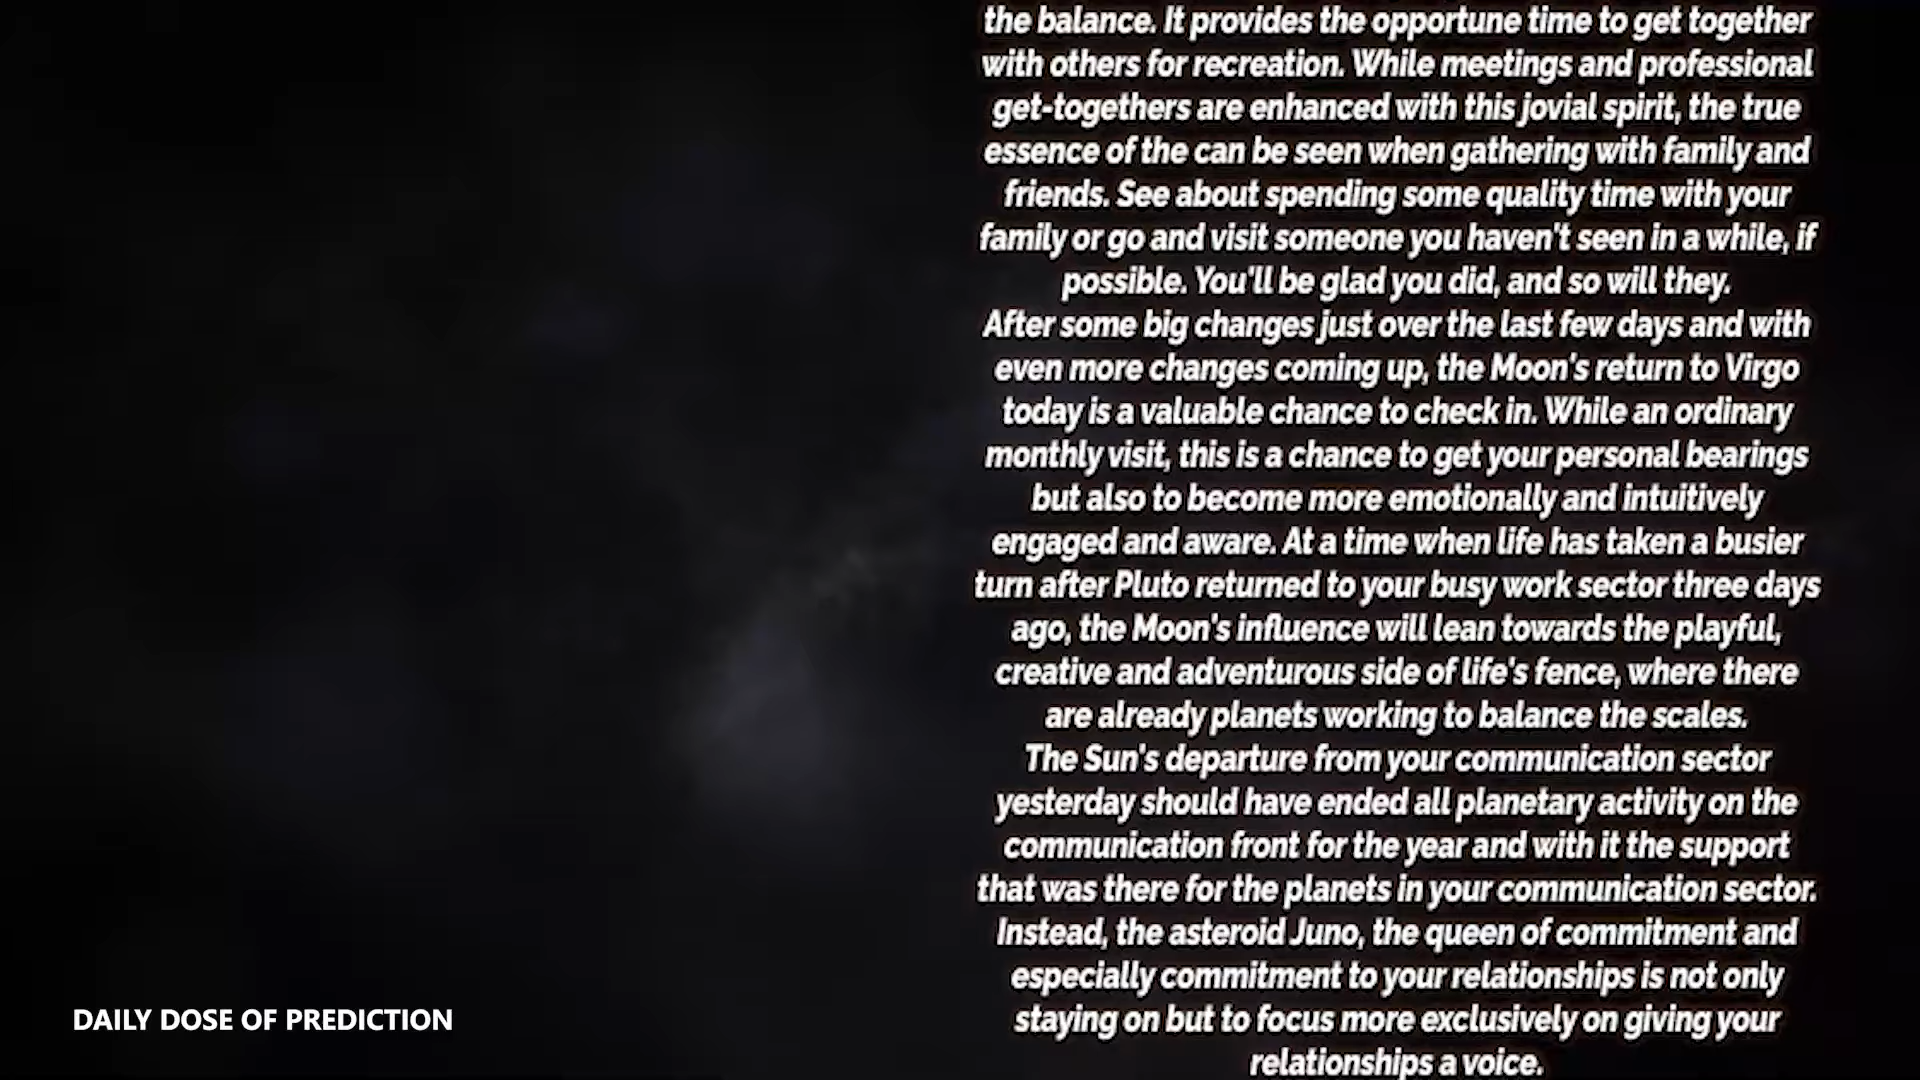 the balance. It provides the opportune time to get together
with others for recreation. While meetings and professional
get-togethers are enhanced with this jovial spirit, the true
essence of the can be seen when gathering with family and
friends. See about spending some quality time with your
family or go and visit someone you haven't seen in a while, if
possible. You'll be glad you did, and so will they.
After some big changes just over the last few days and with
even more changes coming up, the Moon's return to Virgo
today is a valuable chance to check in. While an ordinary
monthly visit, this is a chance to get your personal bearings
but also to become more emotionally and intuitively
engaged and aware. At a time when life has taken a busier
turn after Pluto returned to your busy work sector three days
ago, the Moon's influence will lean towards the playful,
creative and adventurous side of life's fence, where there
are already planets working to balance the scales.
The Sun's departure from your communication sector
yesterday should have ended all planetary activity on the
communication front for the year and with it the support
that was there for the planets in your communication sector.
Instead, the asteroid Juno, the queen of commitment and
especially commitment to your relationships is not only
staying on but to focus more exclusively on giving your
relationships a voice.
DAILY DOSE OF PREDICTION